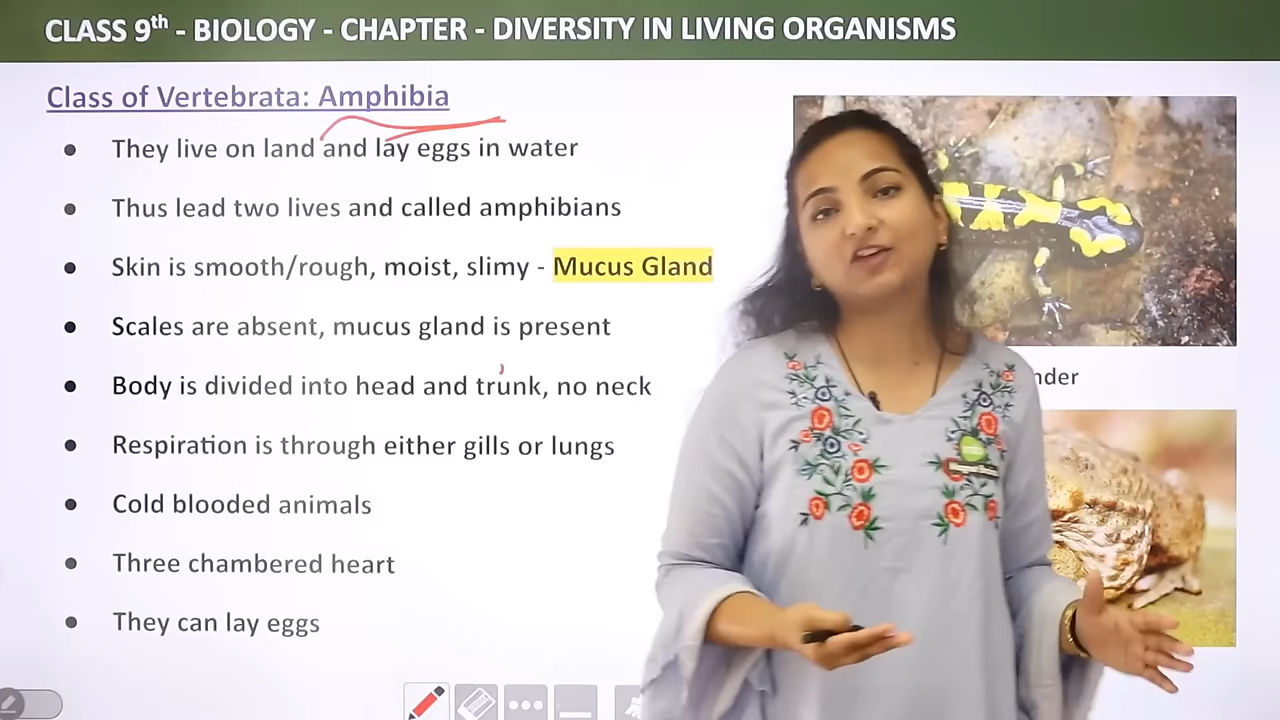 CLASS 9th - BIOLOGY - CHAPTER - DIVERSITY IN LIVING ORGANISMS
Class of Vertebrata: Amphibia
● They live on land and lay eggs in water
● Thus lead two lives and called amphibians
● Skin is smooth/rough, moist, slimy - Mucus Gland
● Scales are absent, mucus gland is present
● Body is divided into head and trunk, no neck
● Respiration is through either gills or lungs
● Cold blooded animals
● Three chambered heart
● They can lay eggs